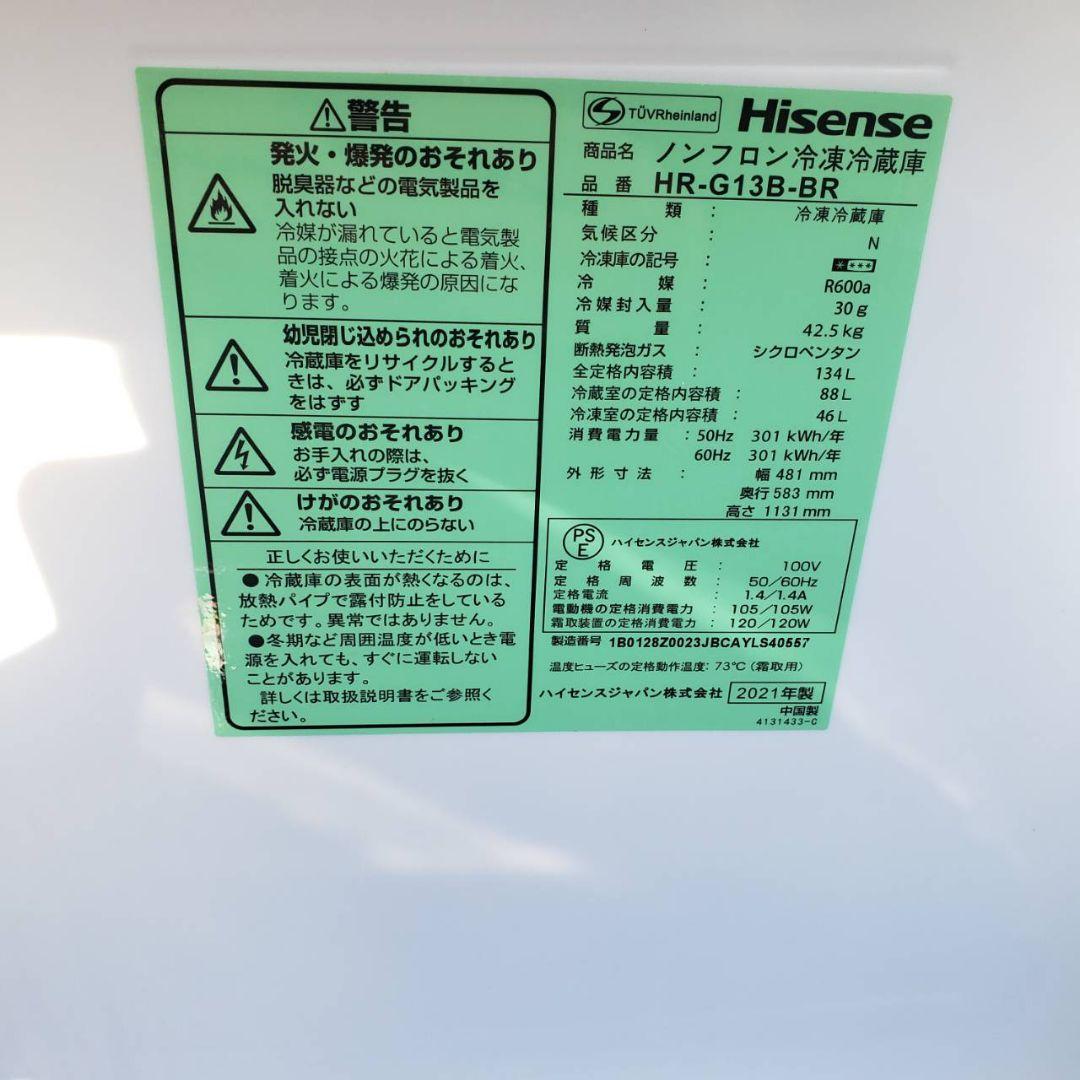 警告
発火・爆発のおそれあり
脱臭器などの電気製品を
入れない
冷媒が漏れていると電気製
品の接点の火花による着火、
着火による爆発の原因にな
ります。
幼児閉じ込められのおそれあり
冷蔵庫をリサイクルすると
きは、必ずドアパッキング
をはずす
感電のおそれあり
お手入れの際は、
必ず電源プラグを抜く
けがのおそれあり
冷蔵庫の上にのらない
正しくお使いいただくために
●冷蔵庫の表面が熱くなるのは、
放熱パイプで露付防止をしている
ためです。異常ではありません。
●冬期など周囲温度が低いとき電
源を入れても、すぐに運転しない
ことがあります。
詳しくは取扱説明書をご参照く
ださい。
TÜVRheinland Hisense
商品名 ノンフロン冷凍冷蔵庫
品番 HR-G13B-BR
種類 : 冷凍冷蔵庫
気候区分 : N
冷凍庫の記号 : ****
冷媒 : R600a
冷媒封入量 : 30g
質量 : 42.5kg
断熱発泡ガス : シクロペンタン
全定格内容積 : 134L
冷蔵室の定格内容積 : 88L
冷凍室の定格内容積 : 46L
消費電力量 : 50Hz 301 kWh/年
60Hz 301 kWh/年
外形寸法 : 幅 481 mm
奥行 583 mm
高さ 1131 mm
PSE ハイセンスジャパン株式会社
定格電圧 : 100V
定格周波数 : 50/60Hz
定格電流 : 1.4/1.4A
電動機の定格消費電力 : 105/105W
霜取装置の定格消費電力 : 120/120W
製造番号 1B0128Z0023JBCAYLS40557
温度ヒューズの定格動作温度: 73℃(霜取用)
ハイセンスジャパン株式会社 2021年製
中国製
4131433-C